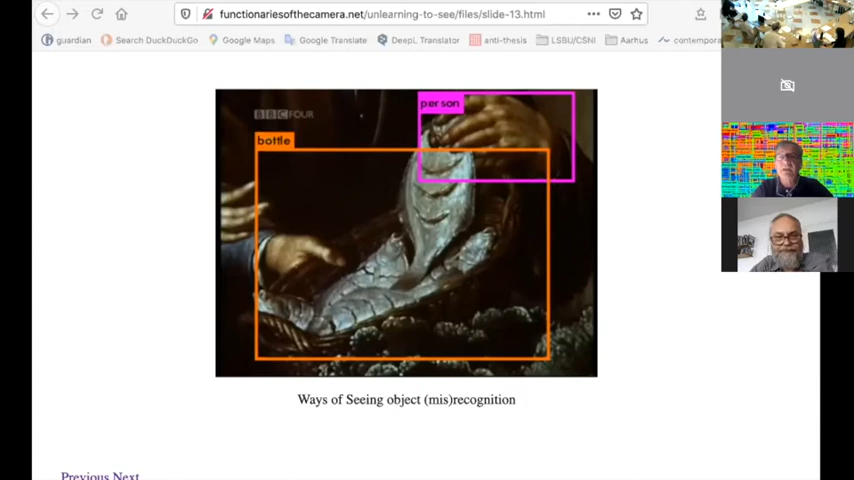 functionariesofthecamera.net/unlearning-to-see/files/slide-13.html
guardian Search DuckDuckGo Google Maps Google Translate DeepL Translator anti-thesis LSBU/CSNI Aarhus contempora
BBC FOUR
person
bottle
Ways of Seeing object (mis)recognition
Previous Next